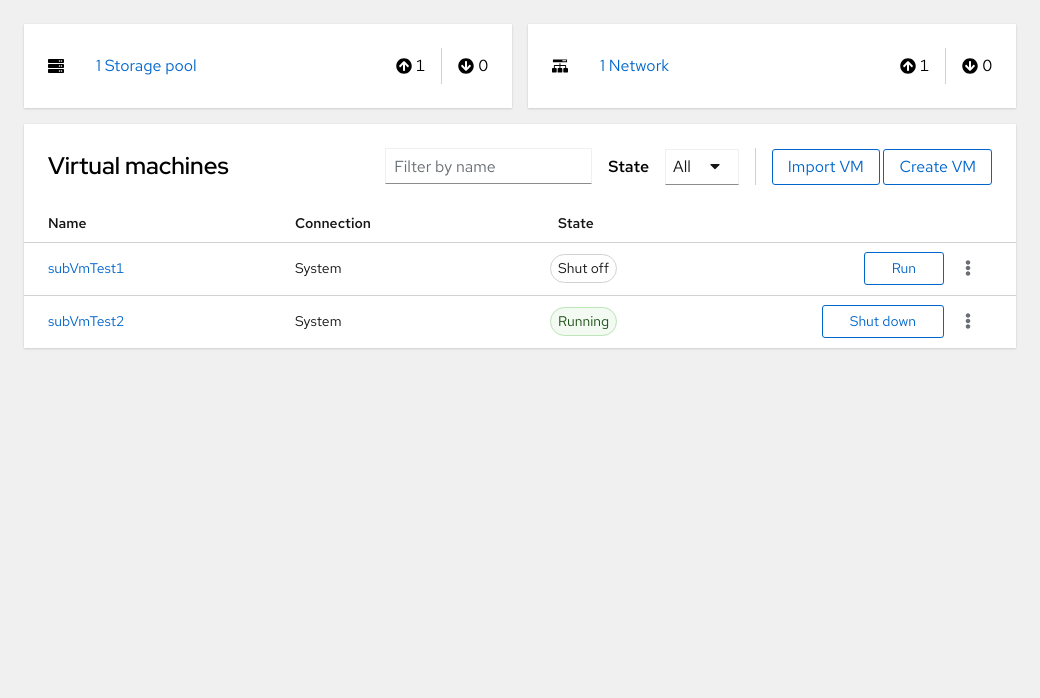 1 Storage pool 1 0
1 Network 1 0
Virtual machines Filter by name State All Import VM Create VM
Name Connection State
subVmTest1 System Shut off Run
subVmTest2 System Running Shut down